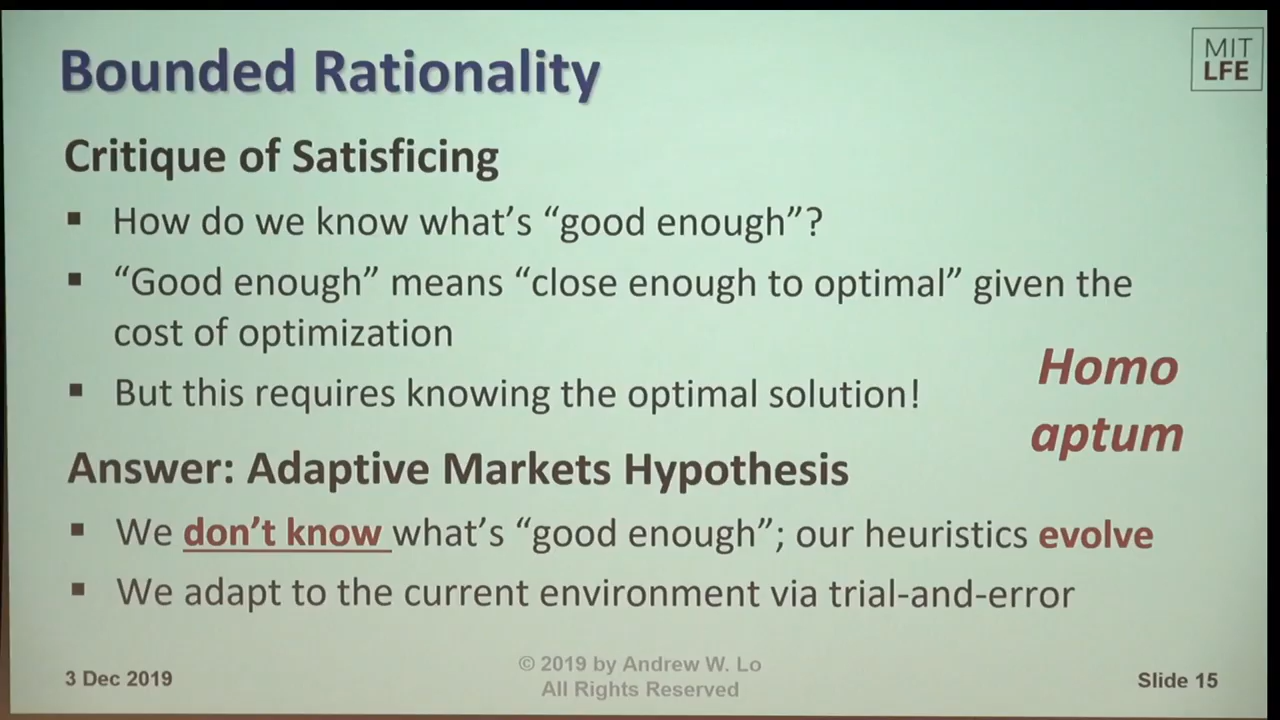 Bounded Rationality
MIT
LFE
Critique of Satisficing
▪ How do we know what’s “good enough”?
▪ “Good enough” means “close enough to optimal” given the
cost of optimization
▪ But this requires knowing the optimal solution!
Homo
aptum
Answer: Adaptive Markets Hypothesis
▪ We don’t know what’s “good enough”; our heuristics evolve
▪ We adapt to the current environment via trial-and-error
3 Dec 2019
© 2019 by Andrew W. Lo
All Rights Reserved
Slide 15